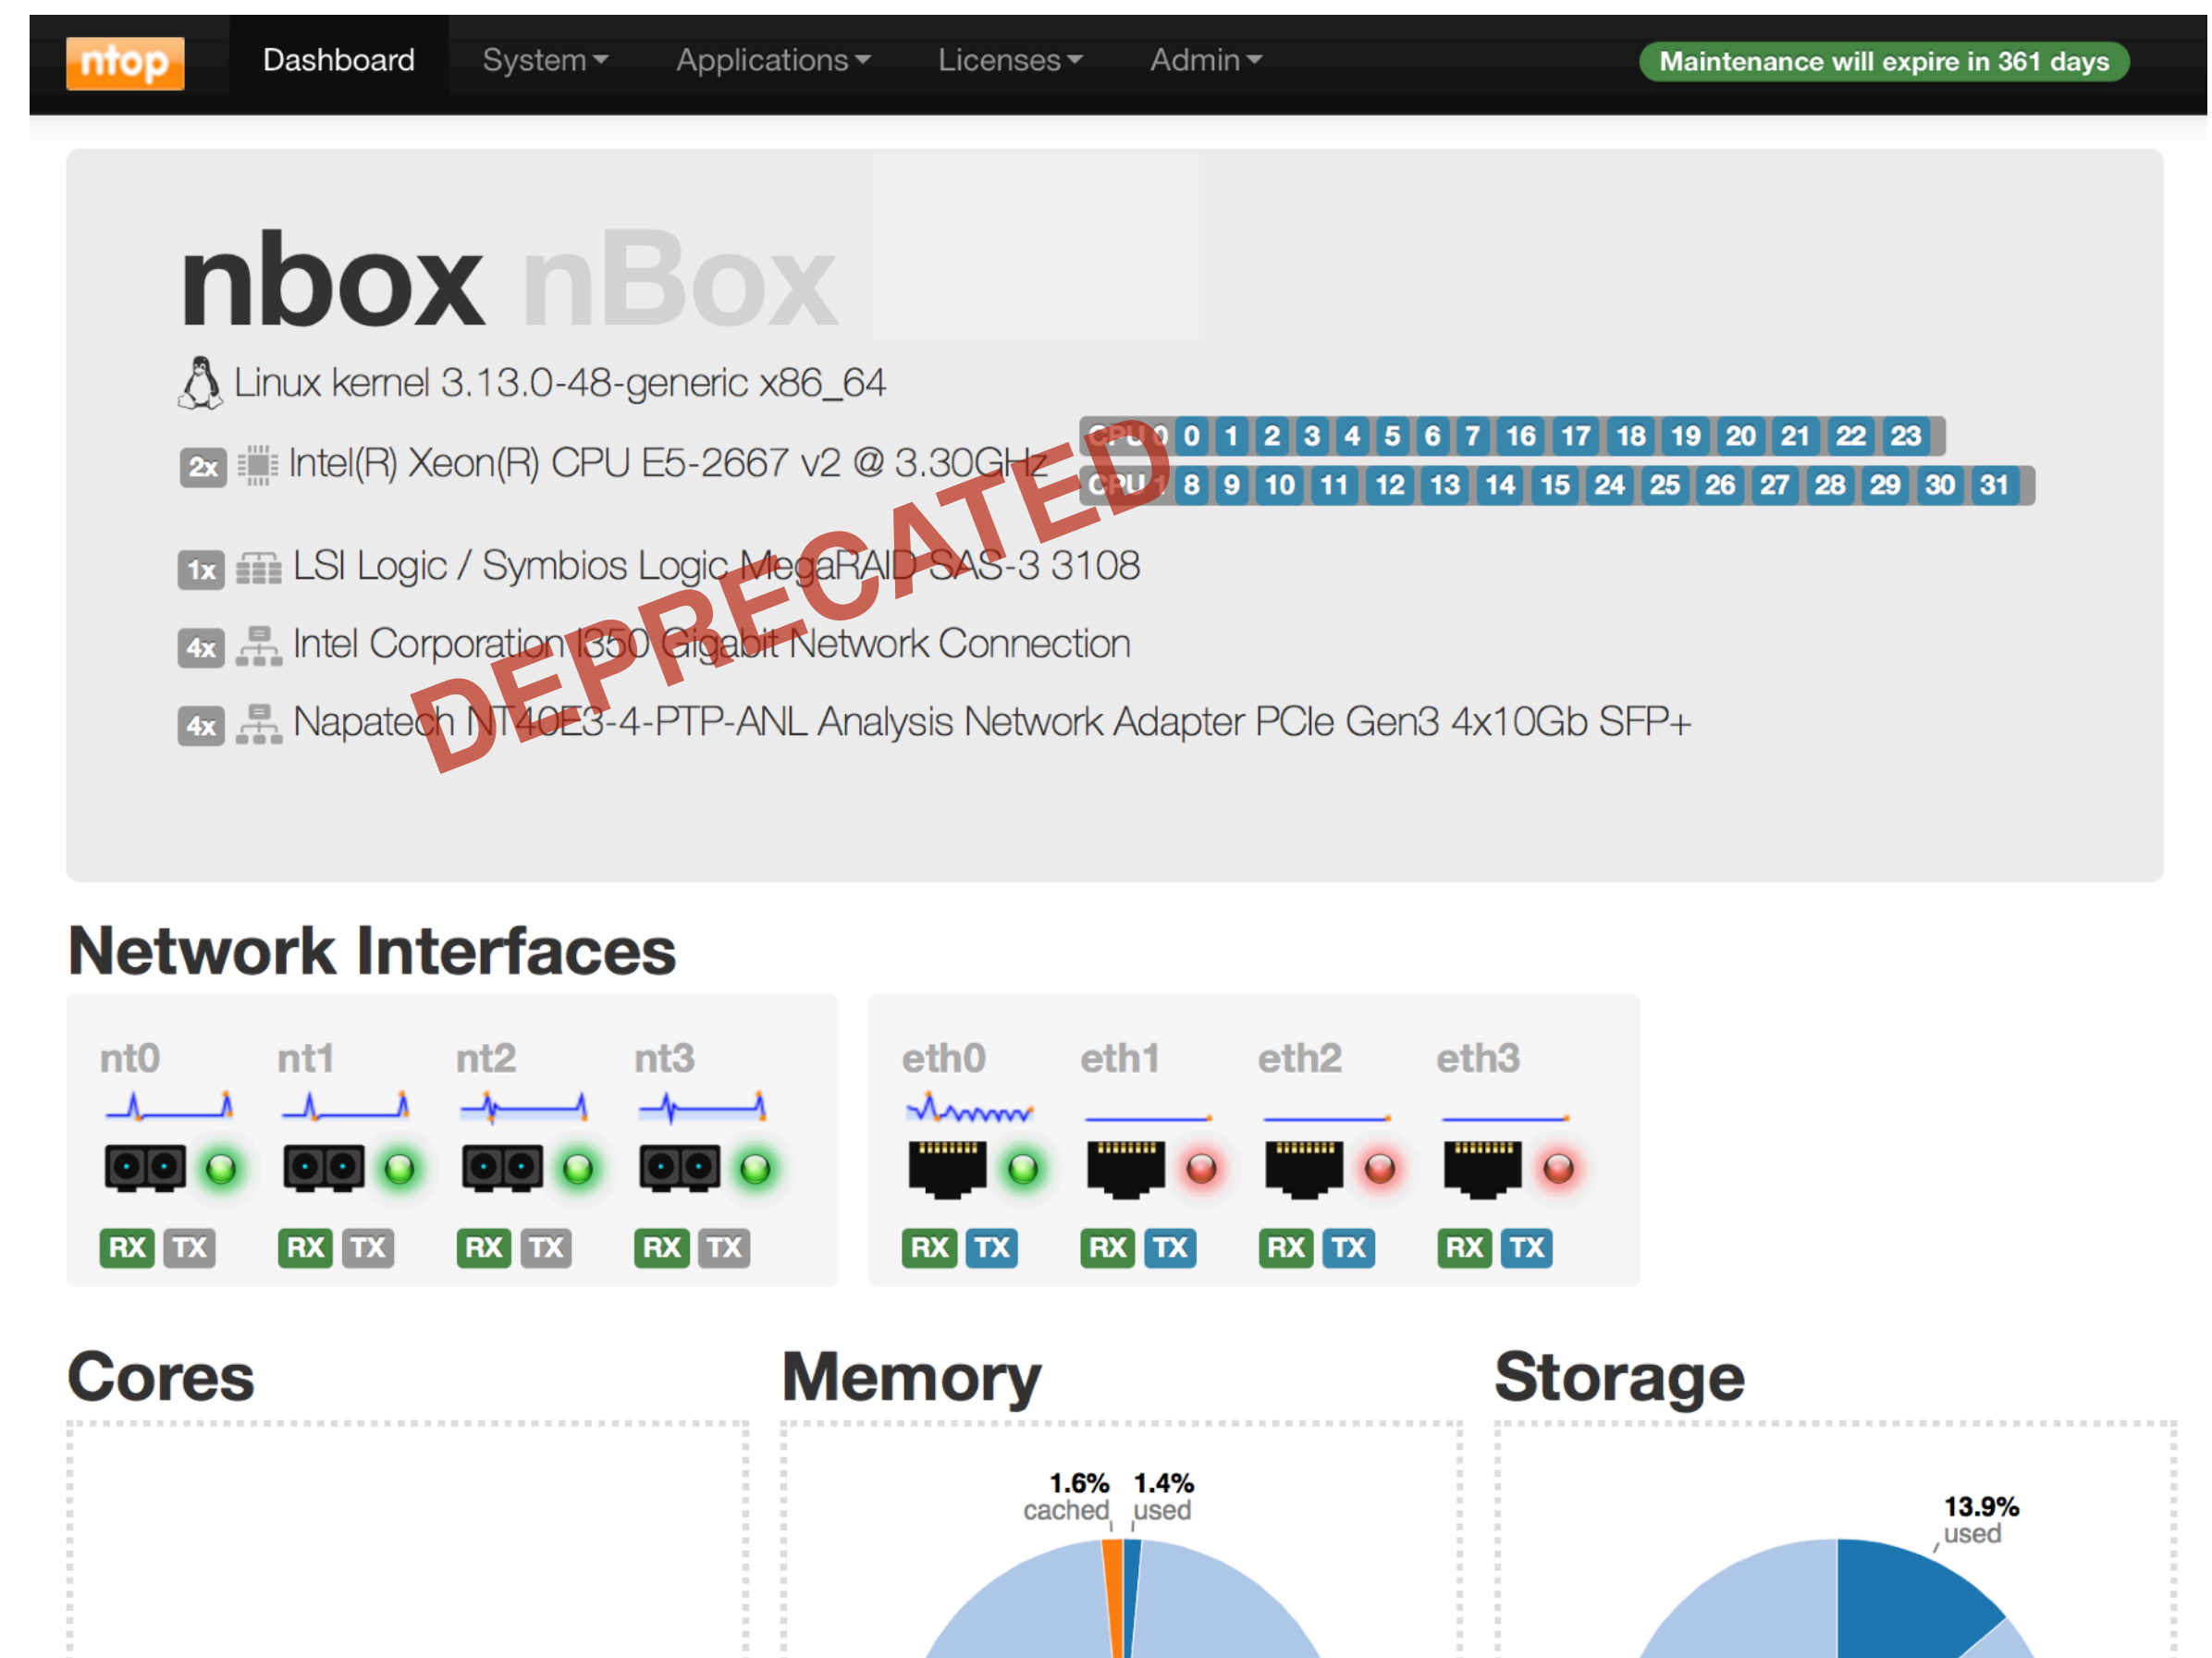 ntop Dashboard System Applications Licenses Admin Maintenance will expire in 361 days
nbox nBox
Linux kernel 3.13.0-48-generic x86_64
2x Intel(R) Xeon(R) CPU E5-2667 v2 @ 3.30GHz
CPU 0 0 1 2 3 4 5 6 7 16 17 18 19 20 21 22 23
CPU 1 8 9 10 11 12 13 14 15 24 25 26 27 28 29 30 31
1x LSI Logic / Symbios Logic MegaRAID SAS-3 3108
4x Intel Corporation I350 Gigabit Network Connection
4x Napatech NT40E3-4-PTP-ANL Analysis Network Adapter PCIe Gen3 4x10Gb SFP+
DEPRECATED
Network Interfaces
nt0 nt1 nt2 nt3 eth0 eth1 eth2 eth3
RX TX RX TX RX TX RX TX RX TX RX TX RX TX RX TX
Cores Memory Storage
1.6% 1.4%
cached used
13.9%
used